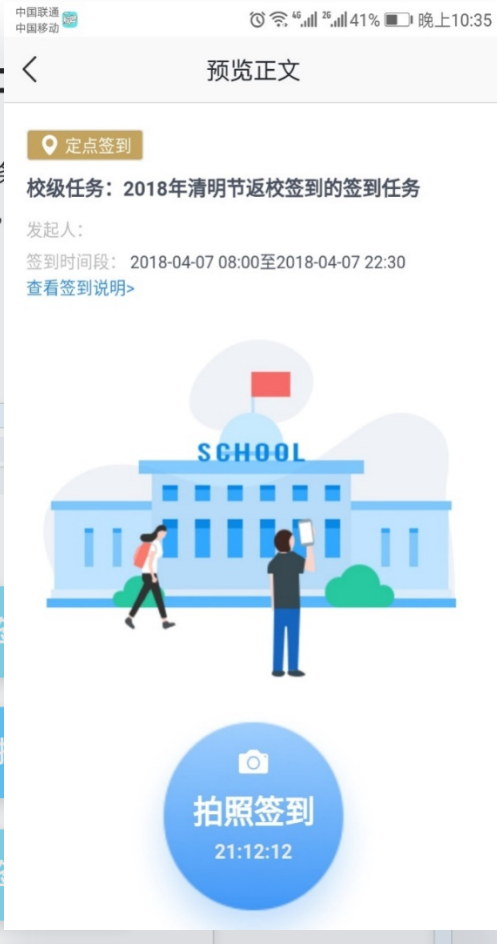 中国联通
中国移动
46 26 41% 晚上10:35
预览正文
定点签到
校级任务：2018年清明节返校签到的签到任务
发起人：
签到时间段： 2018-04-07 08:00至2018-04-07 22:30
查看签到说明>
SCHOOL
拍照签到
21:12:12